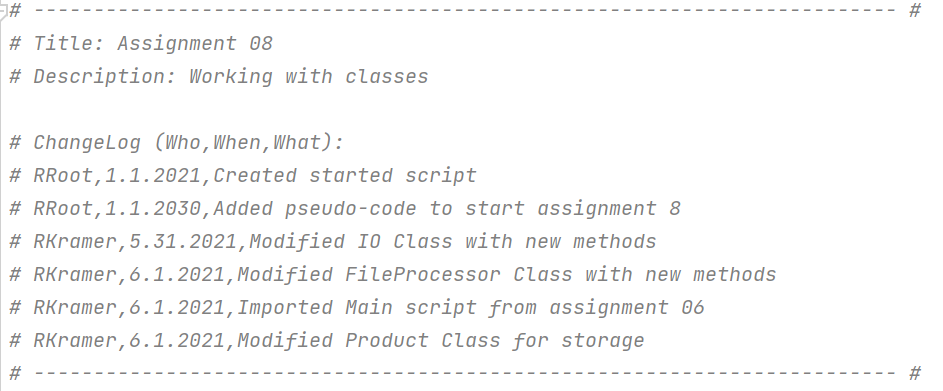 # ------------------------------------------------------------------------ #
# Title: Assignment 08
# Description: Working with classes
# ChangeLog (Who,When,What):
# RRoot,1.1.2021,Created started script
# RRoot,1.1.2030,Added pseudo-code to start assignment 8
# RKramer,5.31.2021,Modified IO Class with new methods
# RKramer,6.1.2021,Modified FileProcessor Class with new methods
# RKramer,6.1.2021,Imported Main script from assignment 06
# RKramer,6.1.2021,Modified Product Class for storage
# ------------------------------------------------------------------------ #